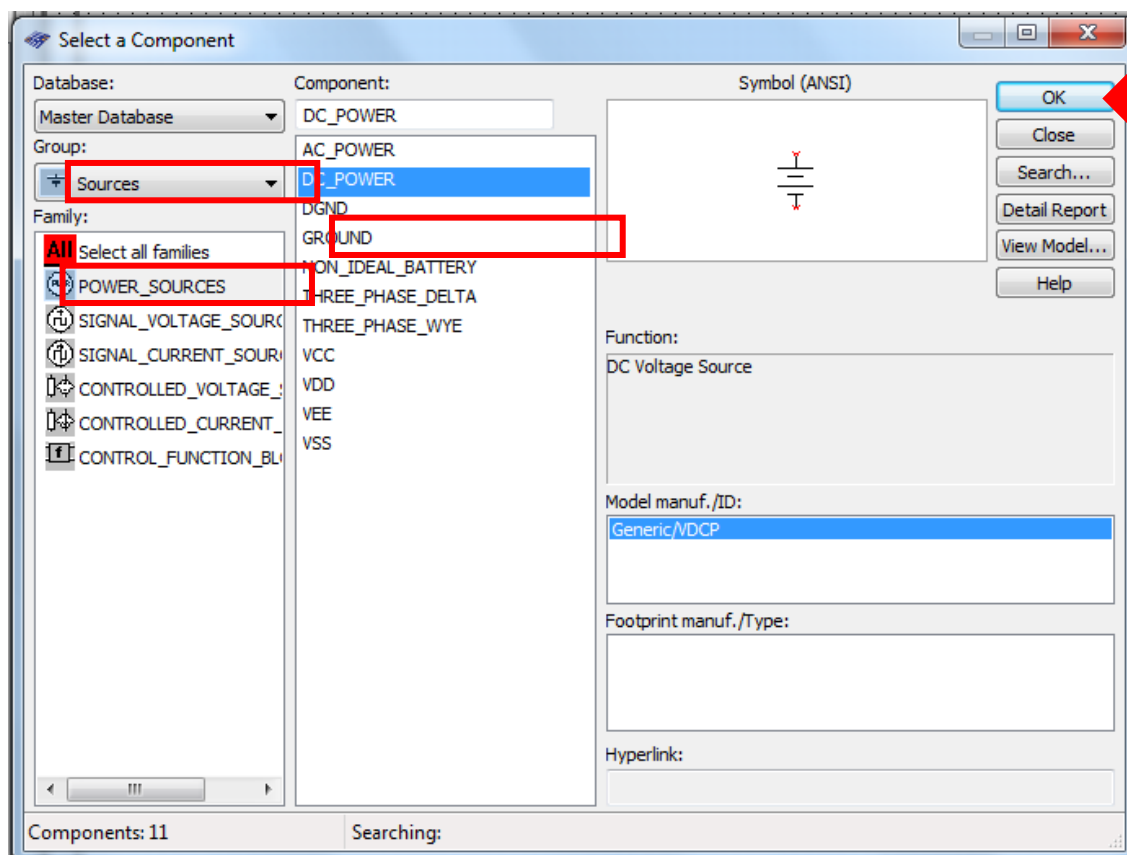 Select a Component
Database:
Master Database
Group:
Sources
Family:
All Select all families
POWER_SOURCES
SIGNAL_VOLTAGE_SOUR
SIGNAL_CURRENT_SOUR
CONTROLLED_VOLTAGE_
CONTROLLED_CURRENT_
CONTROL_FUNCTION_BL
Component:
DC_POWER
AC_POWER
DC_POWER
DGND
GROUND
NON_IDEAL_BATTERY
THREE_PHASE_DELTA
THREE_PHASE_WYE
VCC
VDD
VEE
VSS
Symbol (ANSI)
Function:
DC Voltage Source
Model manuf./ID:
Generic/VDCP
Footprint manuf./Type:
Hyperlink:
OK
Close
Search...
Detail Report
View Model...
Help
Components: 11
Searching: